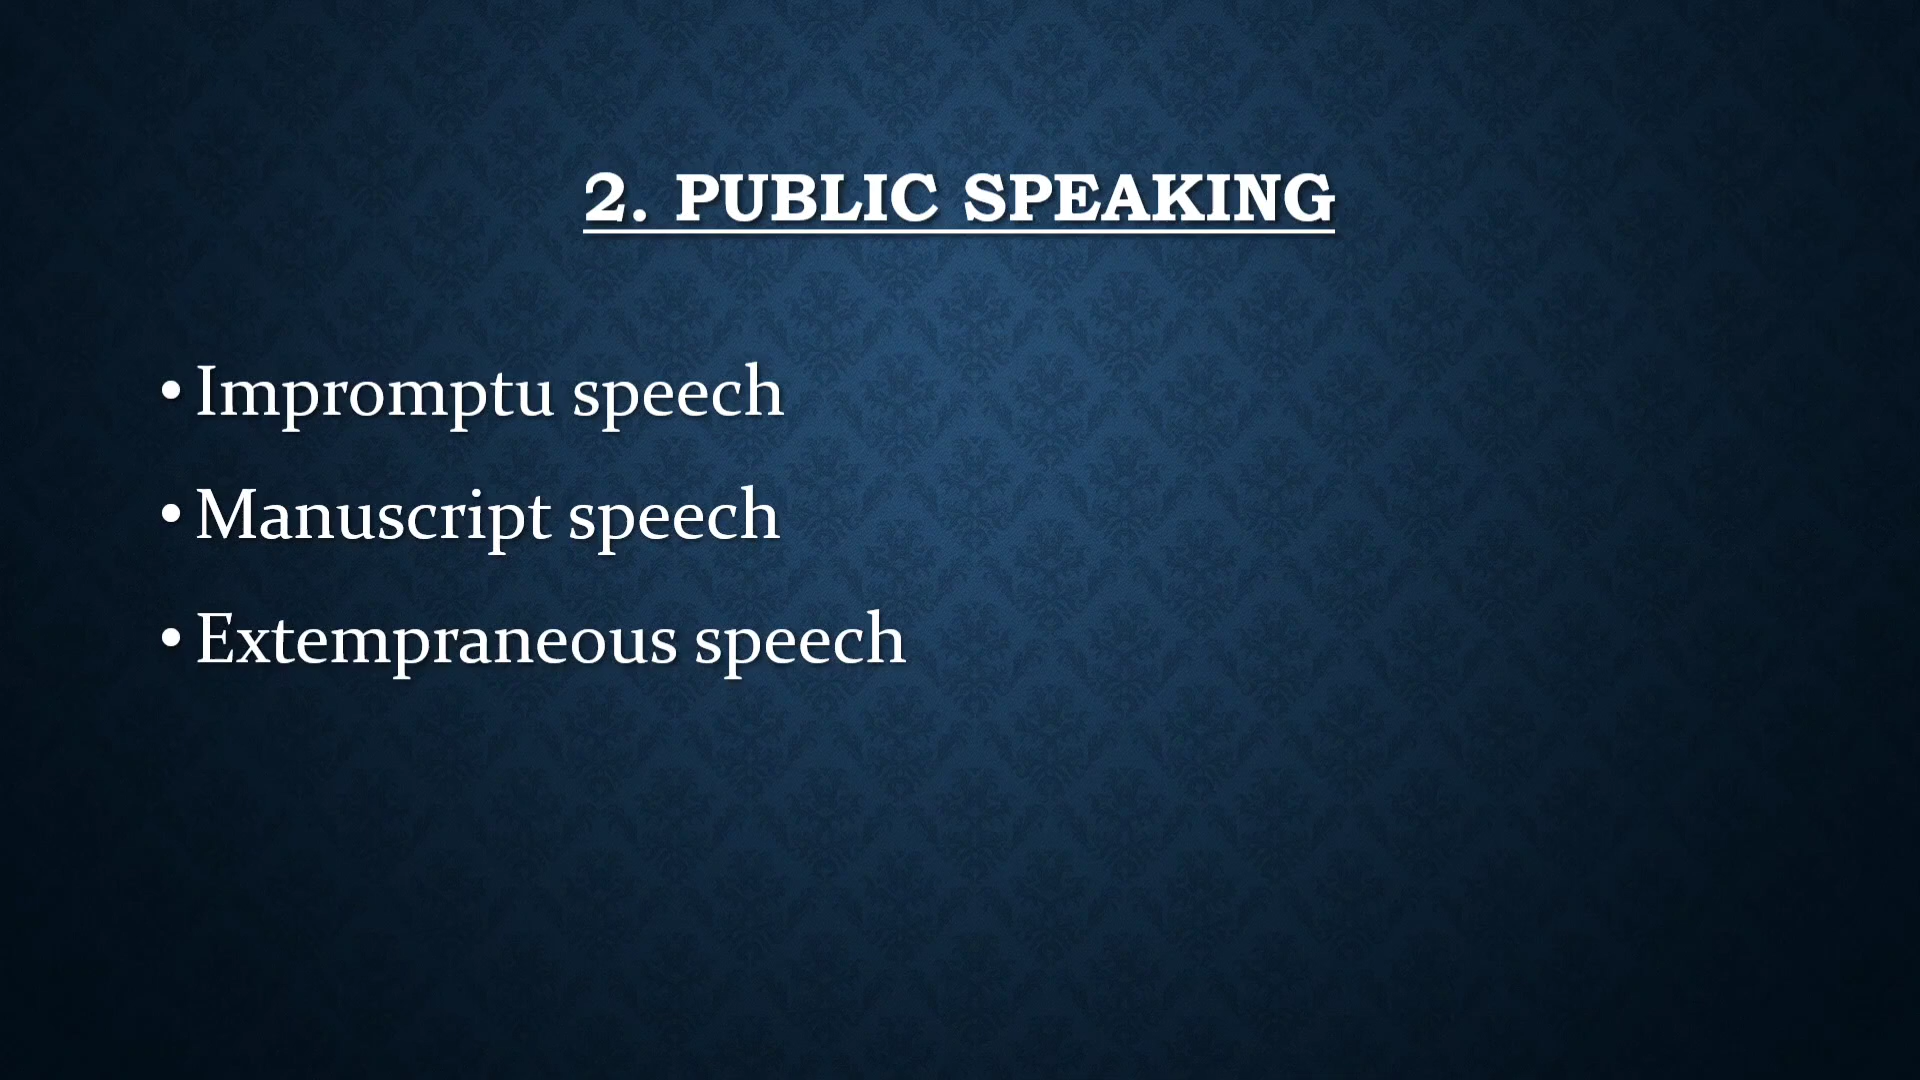 2. PUBLIC SPEAKING
• Impromptu speech
• Manuscript speech
• Extempraneous speech